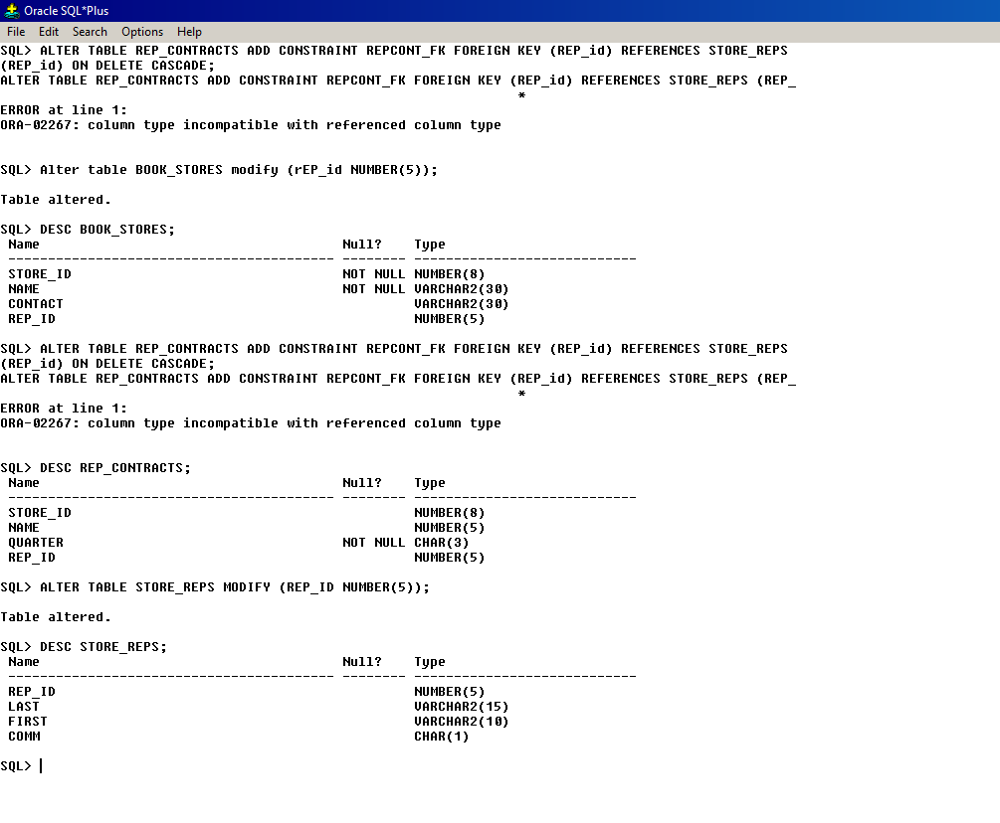 Oracle SQL*Plus
File Edit Search Options Help
SQL> ALTER TABLE REP_CONTRACTS ADD CONSTRAINT REPCONT_FK FOREIGN KEY (REP_id) REFERENCES STORE_REPS
(REP_id) ON DELETE CASCADE;
ALTER TABLE REP_CONTRACTS ADD CONSTRAINT REPCONT_FK FOREIGN KEY (REP_id) REFERENCES STORE_REPS (REP_
*
ERROR at line 1:
ORA-02267: column type incompatible with referenced column type
SQL> Alter table BOOK_STORES modify (rEP_id NUMBER(5));
Table altered.
SQL> DESC BOOK_STORES;
Name Null? Type
----------------------------------------- -------- ----------------------------
STORE_ID NOT NULL NUMBER(8)
NAME NOT NULL VARCHAR2(30)
CONTACT VARCHAR2(30)
REP_ID NUMBER(5)
SQL> ALTER TABLE REP_CONTRACTS ADD CONSTRAINT REPCONT_FK FOREIGN KEY (REP_id) REFERENCES STORE_REPS
(REP_id) ON DELETE CASCADE;
ALTER TABLE REP_CONTRACTS ADD CONSTRAINT REPCONT_FK FOREIGN KEY (REP_id) REFERENCES STORE_REPS (REP_
*
ERROR at line 1:
ORA-02267: column type incompatible with referenced column type
SQL> DESC REP_CONTRACTS;
Name Null? Type
----------------------------------------- -------- ----------------------------
STORE_ID NUMBER(8)
NAME NUMBER(5)
QUARTER NOT NULL CHAR(3)
REP_ID NUMBER(5)
SQL> ALTER TABLE STORE_REPS MODIFY (REP_ID NUMBER(5));
Table altered.
SQL> DESC STORE_REPS;
Name Null? Type
----------------------------------------- -------- ----------------------------
REP_ID NUMBER(5)
LAST VARCHAR2(15)
FIRST VARCHAR2(10)
COMM CHAR(1)
SQL>